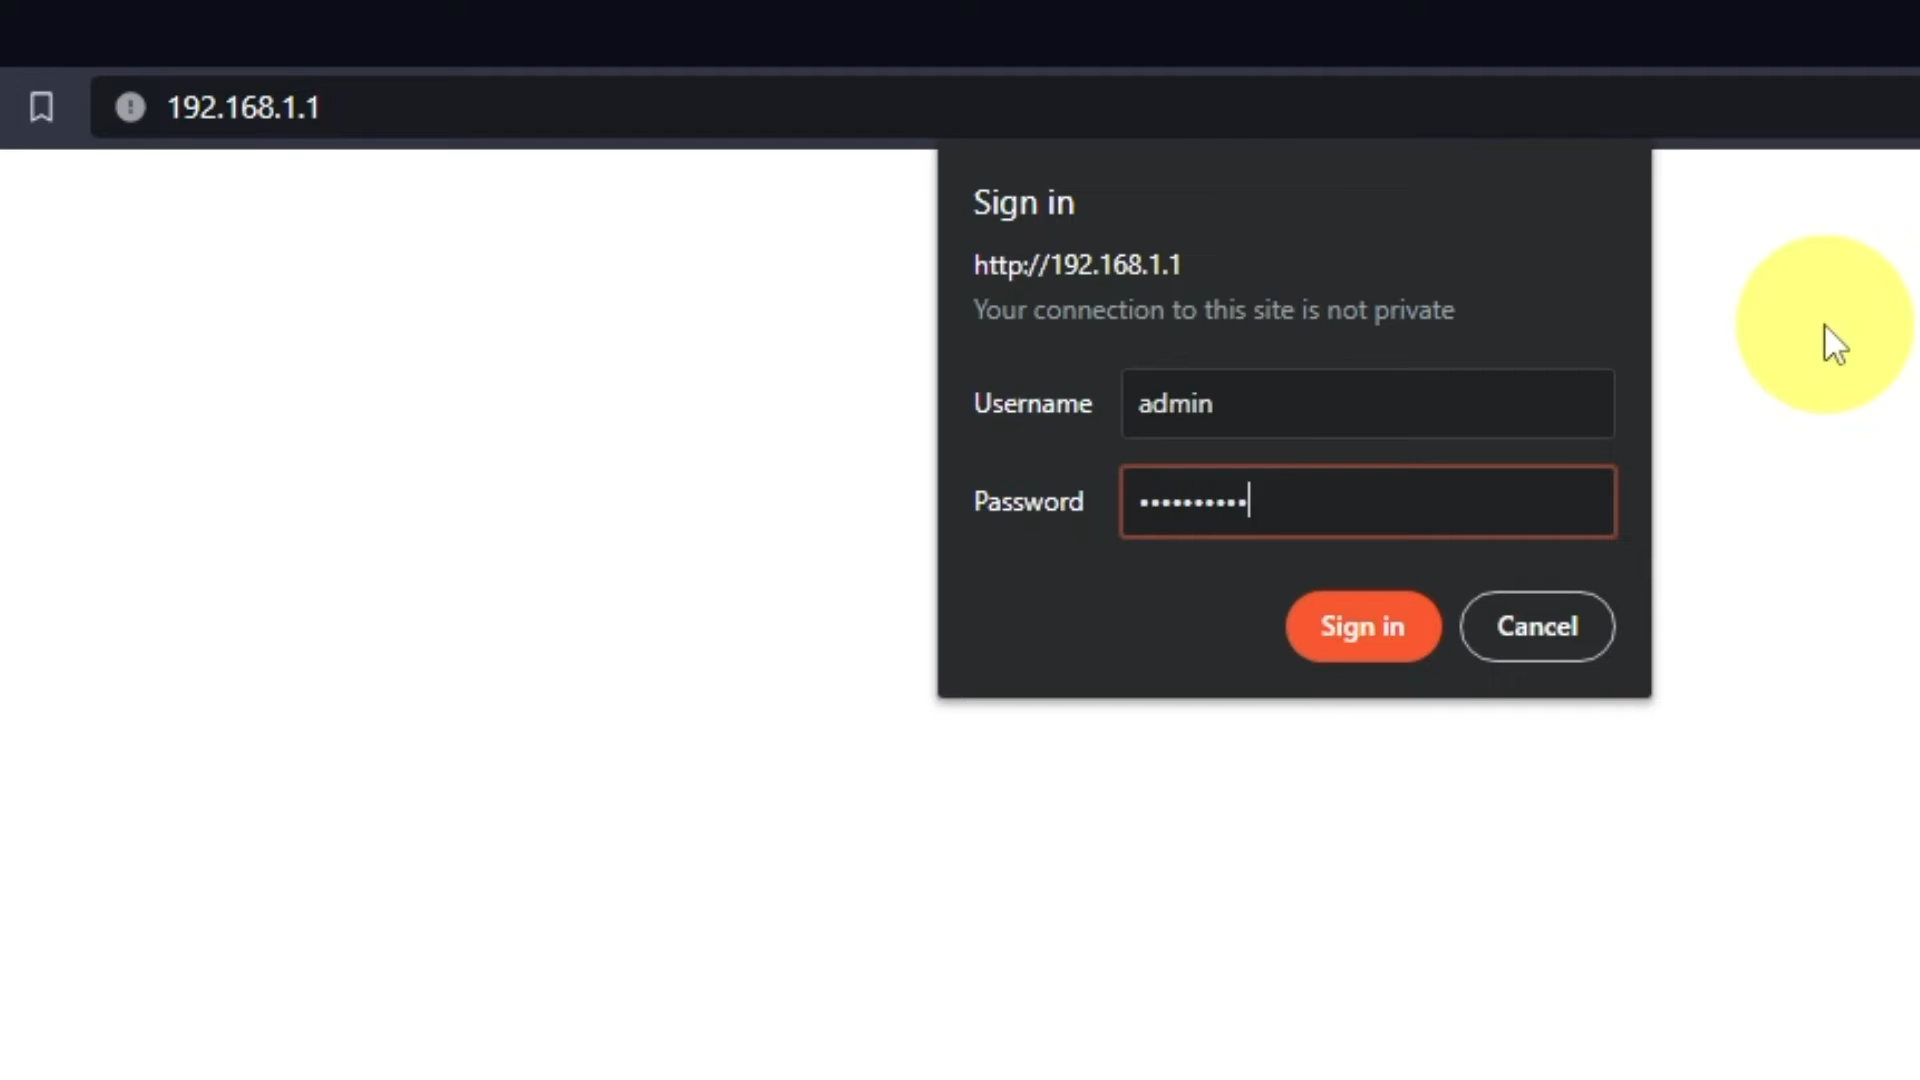 192.168.1.1
Sign in
http://192.168.1.1
Your connection to this site is not private
Username admin
Password ••••••••••
Sign in Cancel